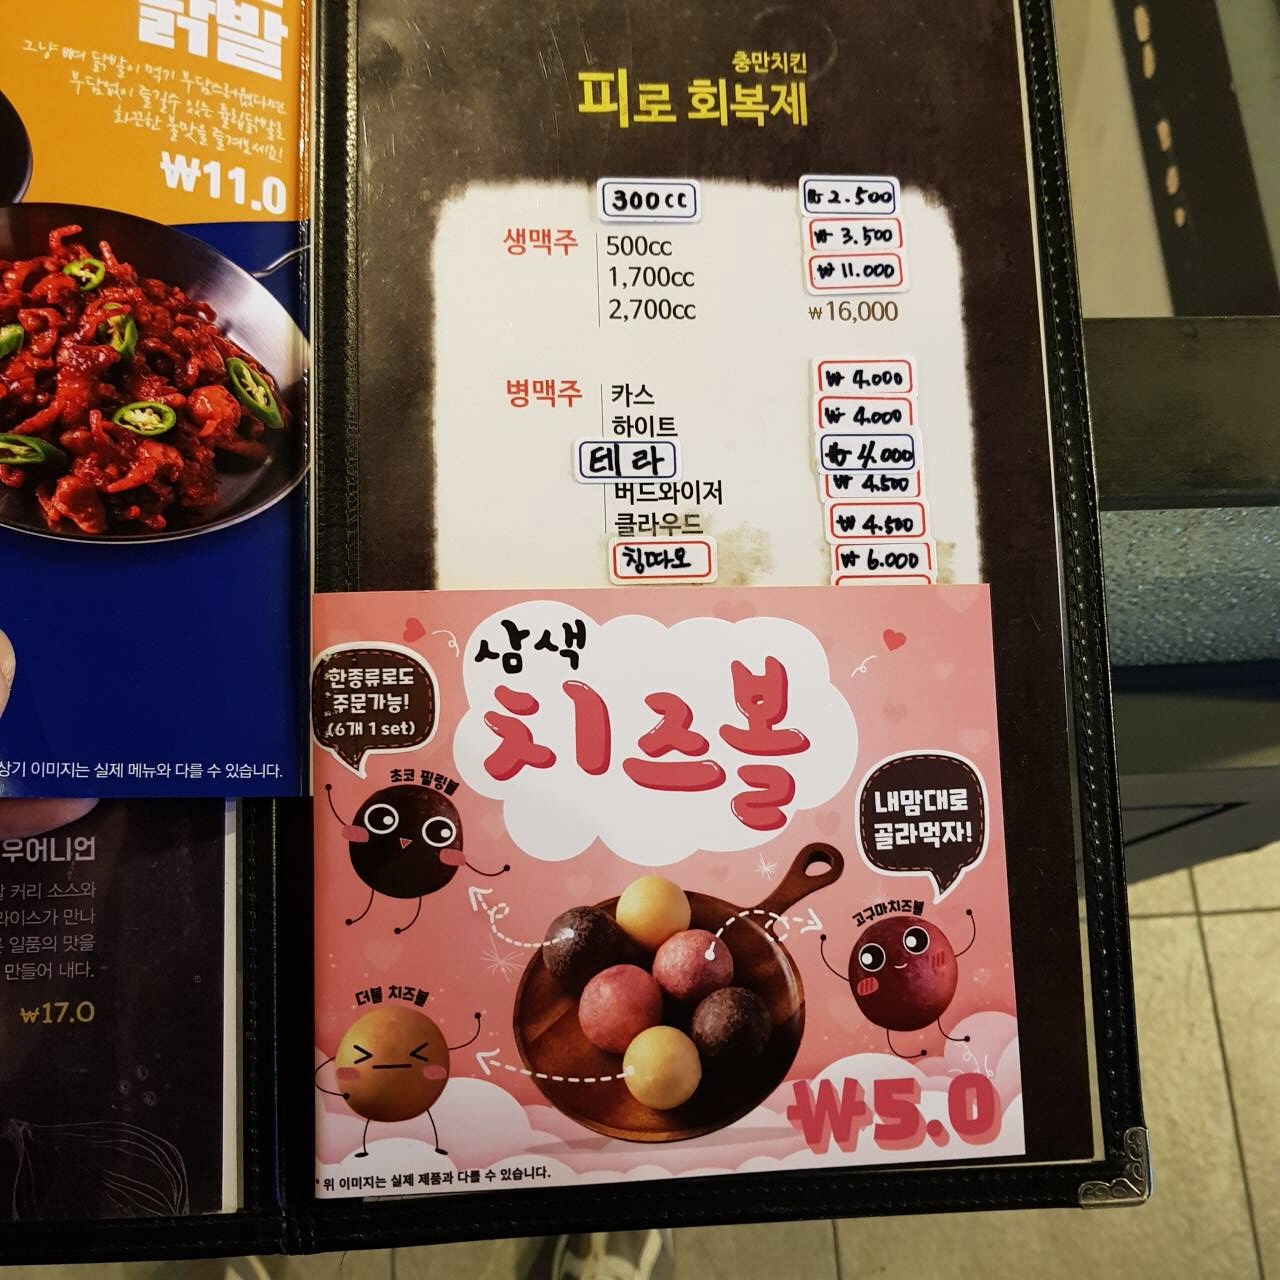 닭발
그냥 뼈 닭발이 먹기 부담스러웠다면
부담없이 즐길수 있는 튤립닭발로
화끈한 불맛을 즐겨보세요!
₩11.0
상기 이미지는 실제 메뉴와 다를 수 있습니다.
우어니언
커리 소스와
라이스가 만나
일품의 맛을
만들어 내다.
₩17.0
충만치킨
피로 회복제
300cc ₩2.500
생맥주 500cc ₩3.500
1,700cc ₩11.000
2,700cc ₩16,000
병맥주 카스 ₩4.000
하이트 ₩4.000
테라 ₩4.000
버드와이저 ₩4.500
클라우드 ₩4.500
칭따오 ₩6.000
삼색
치즈볼
한종류로도
주문가능!
(6개 1set)
초코 필링볼
내맘대로
골라먹자!
고구마치즈볼
더블 치즈볼
₩5.0
* 위 이미지는 실제 제품과 다를 수 있습니다.